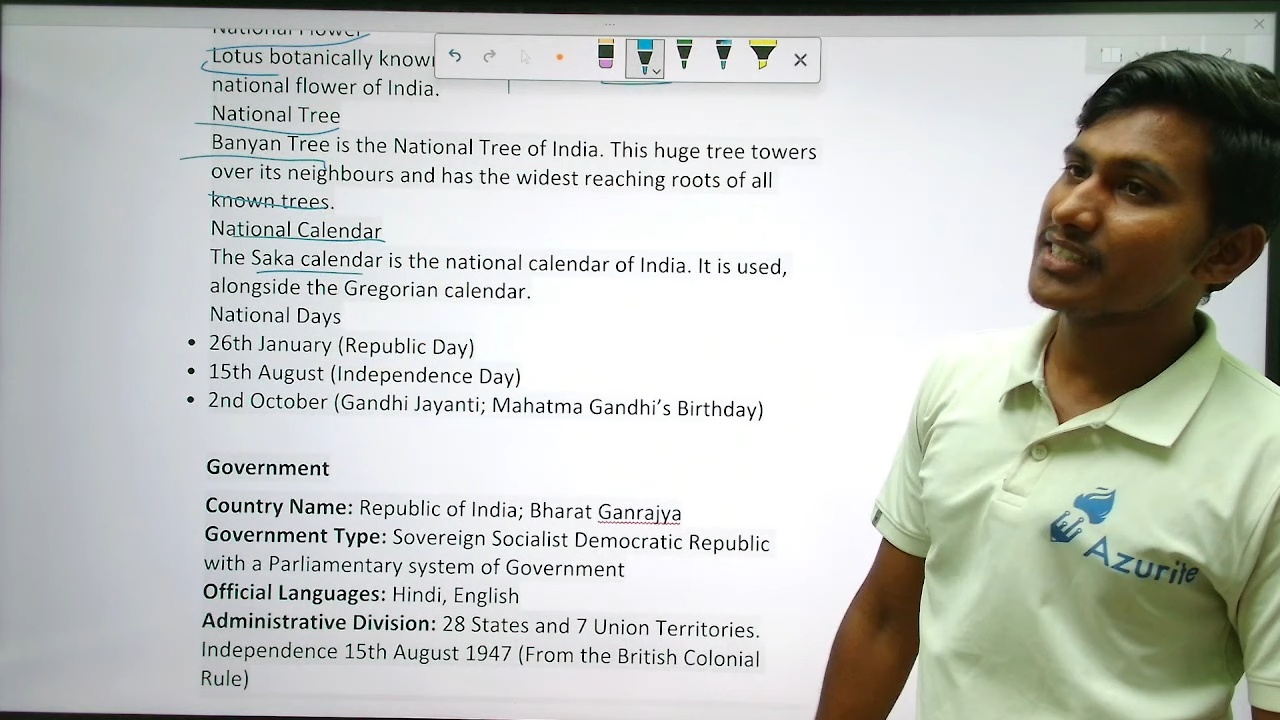 National Flower
Lotus botanically known
national flower of India.
National Tree
Banyan Tree is the National Tree of India. This huge tree towers
over its neighbours and has the widest reaching roots of all
known trees.
National Calendar
The Saka calendar is the national calendar of India. It is used,
alongside the Gregorian calendar.
National Days
• 26th January (Republic Day)
• 15th August (Independence Day)
• 2nd October (Gandhi Jayanti; Mahatma Gandhi’s Birthday)
Government
Country Name: Republic of India; Bharat Ganrajya
Government Type: Sovereign Socialist Democratic Republic
with a Parliamentary system of Government
Official Languages: Hindi, English
Administrative Division: 28 States and 7 Union Territories.
Independence 15th August 1947 (From the British Colonial
Rule)
Azurite